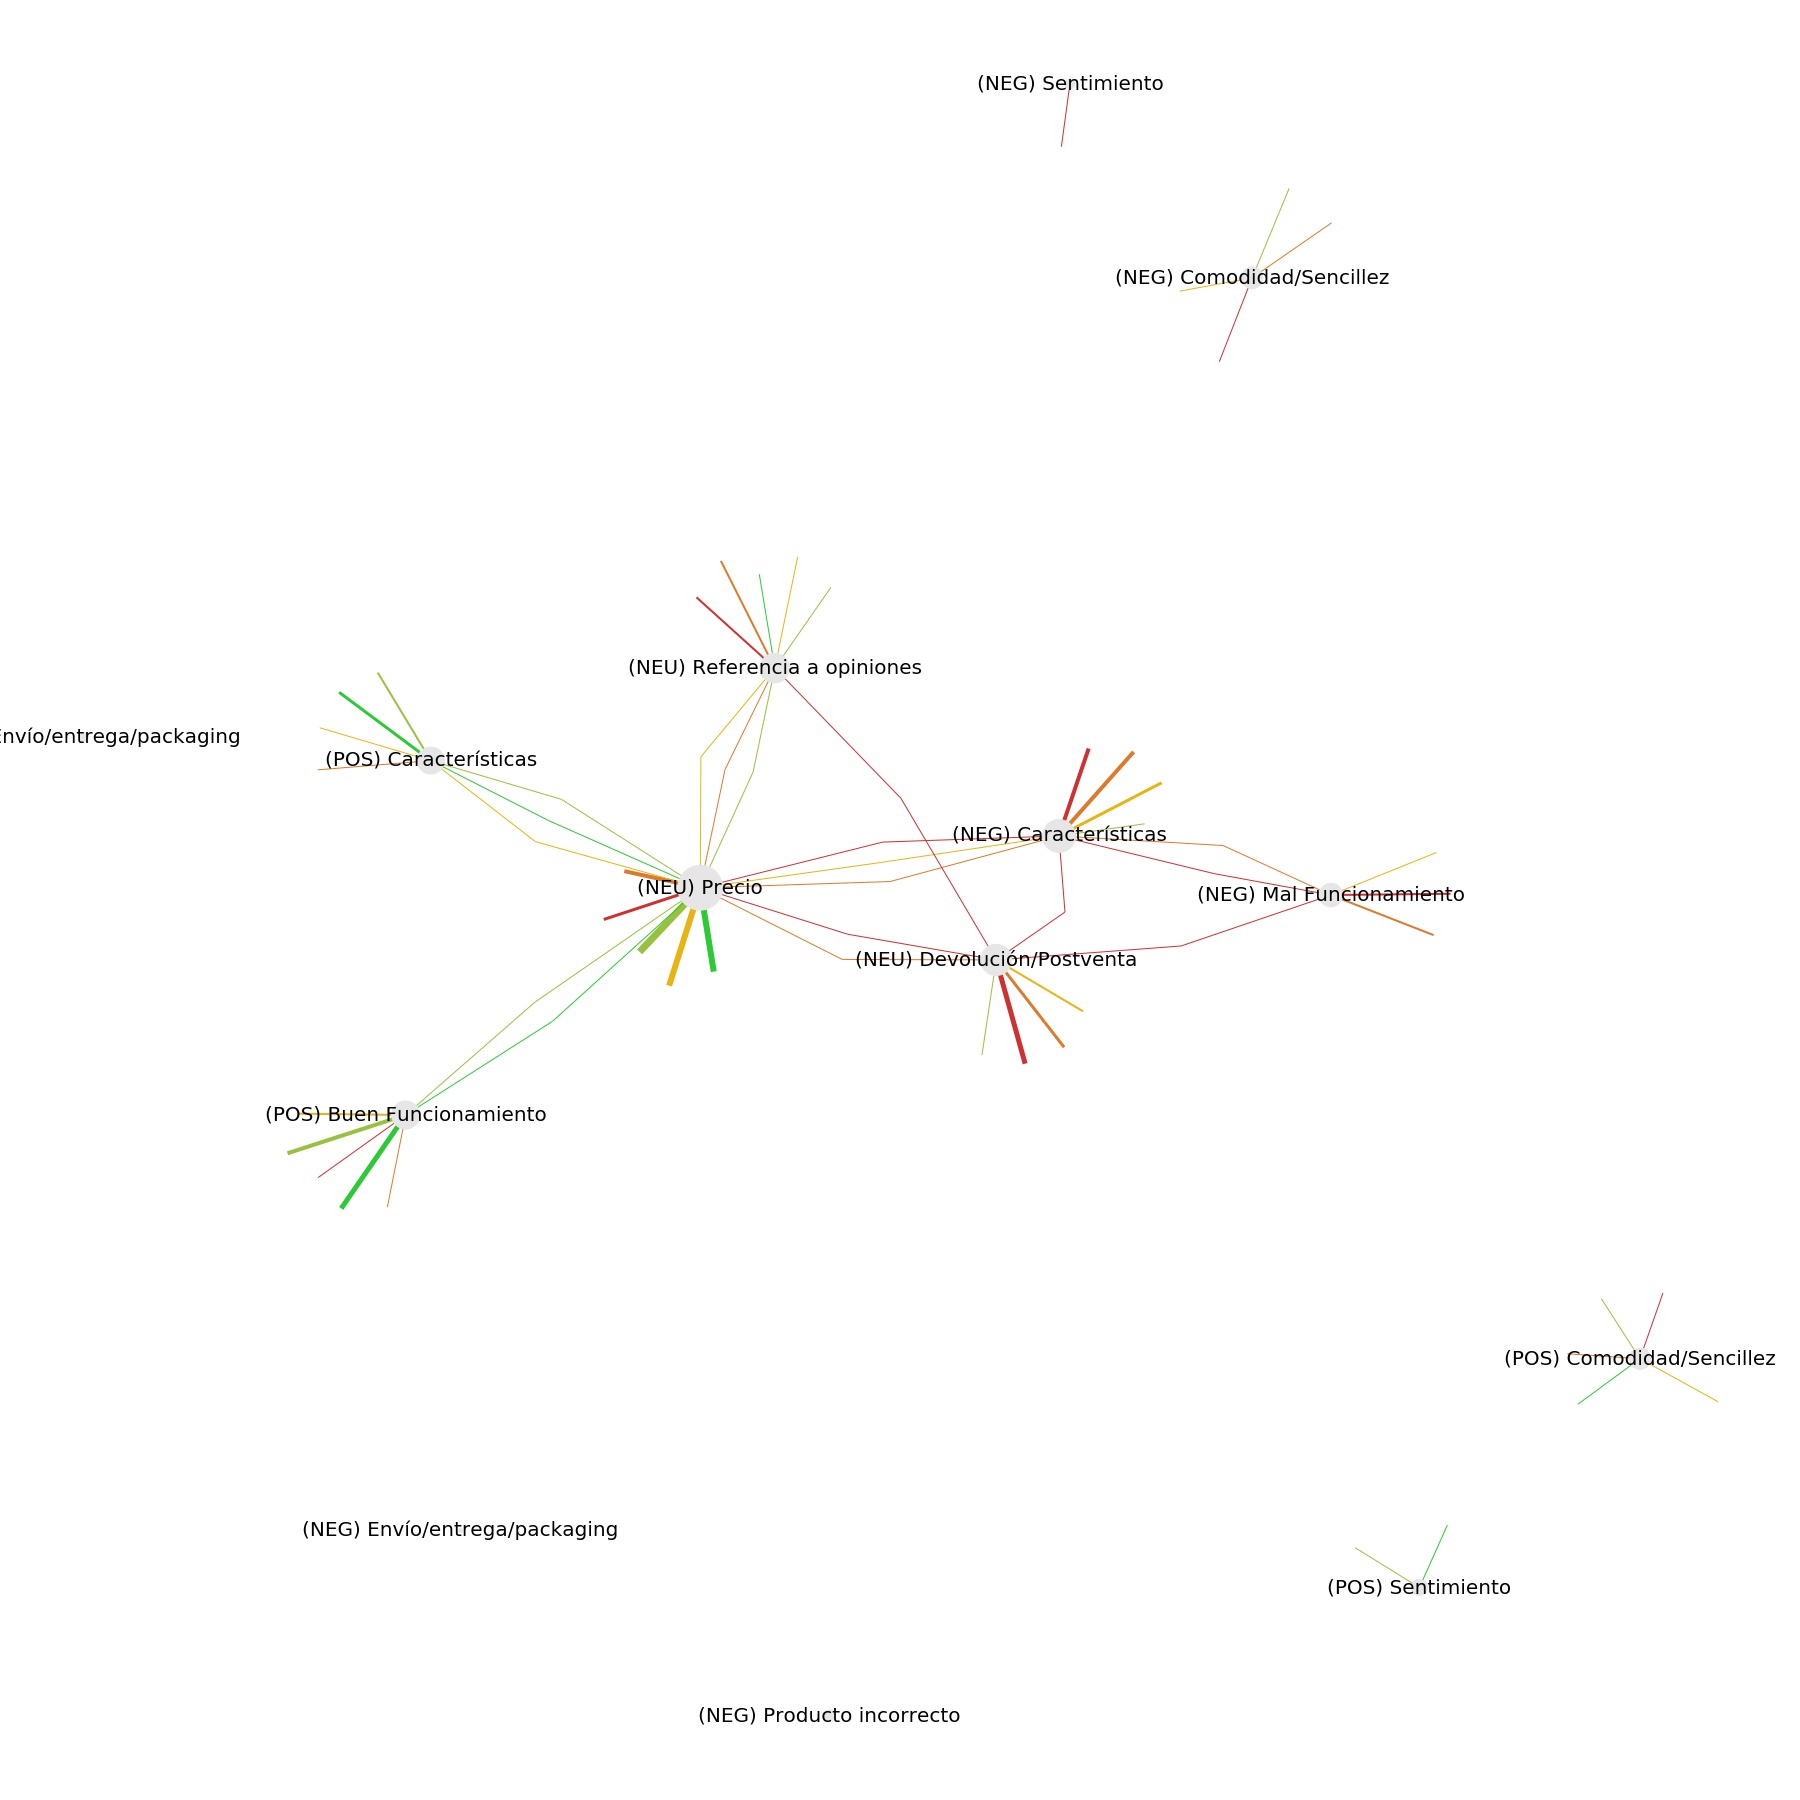 (NEG) Sentimiento
(NEG) Comodidad/Sencillez
(NEU) Referencia a opiniones
Envío/entrega/packaging
(POS) Características
(NEG) Características
(NEU) Precio
(NEG) Mal Funcionamiento
(NEU) Devolución/Postventa
(POS) Buen Funcionamiento
(POS) Comodidad/Sencillez
(NEG) Envío/entrega/packaging
(POS) Sentimiento
(NEG) Producto incorrecto